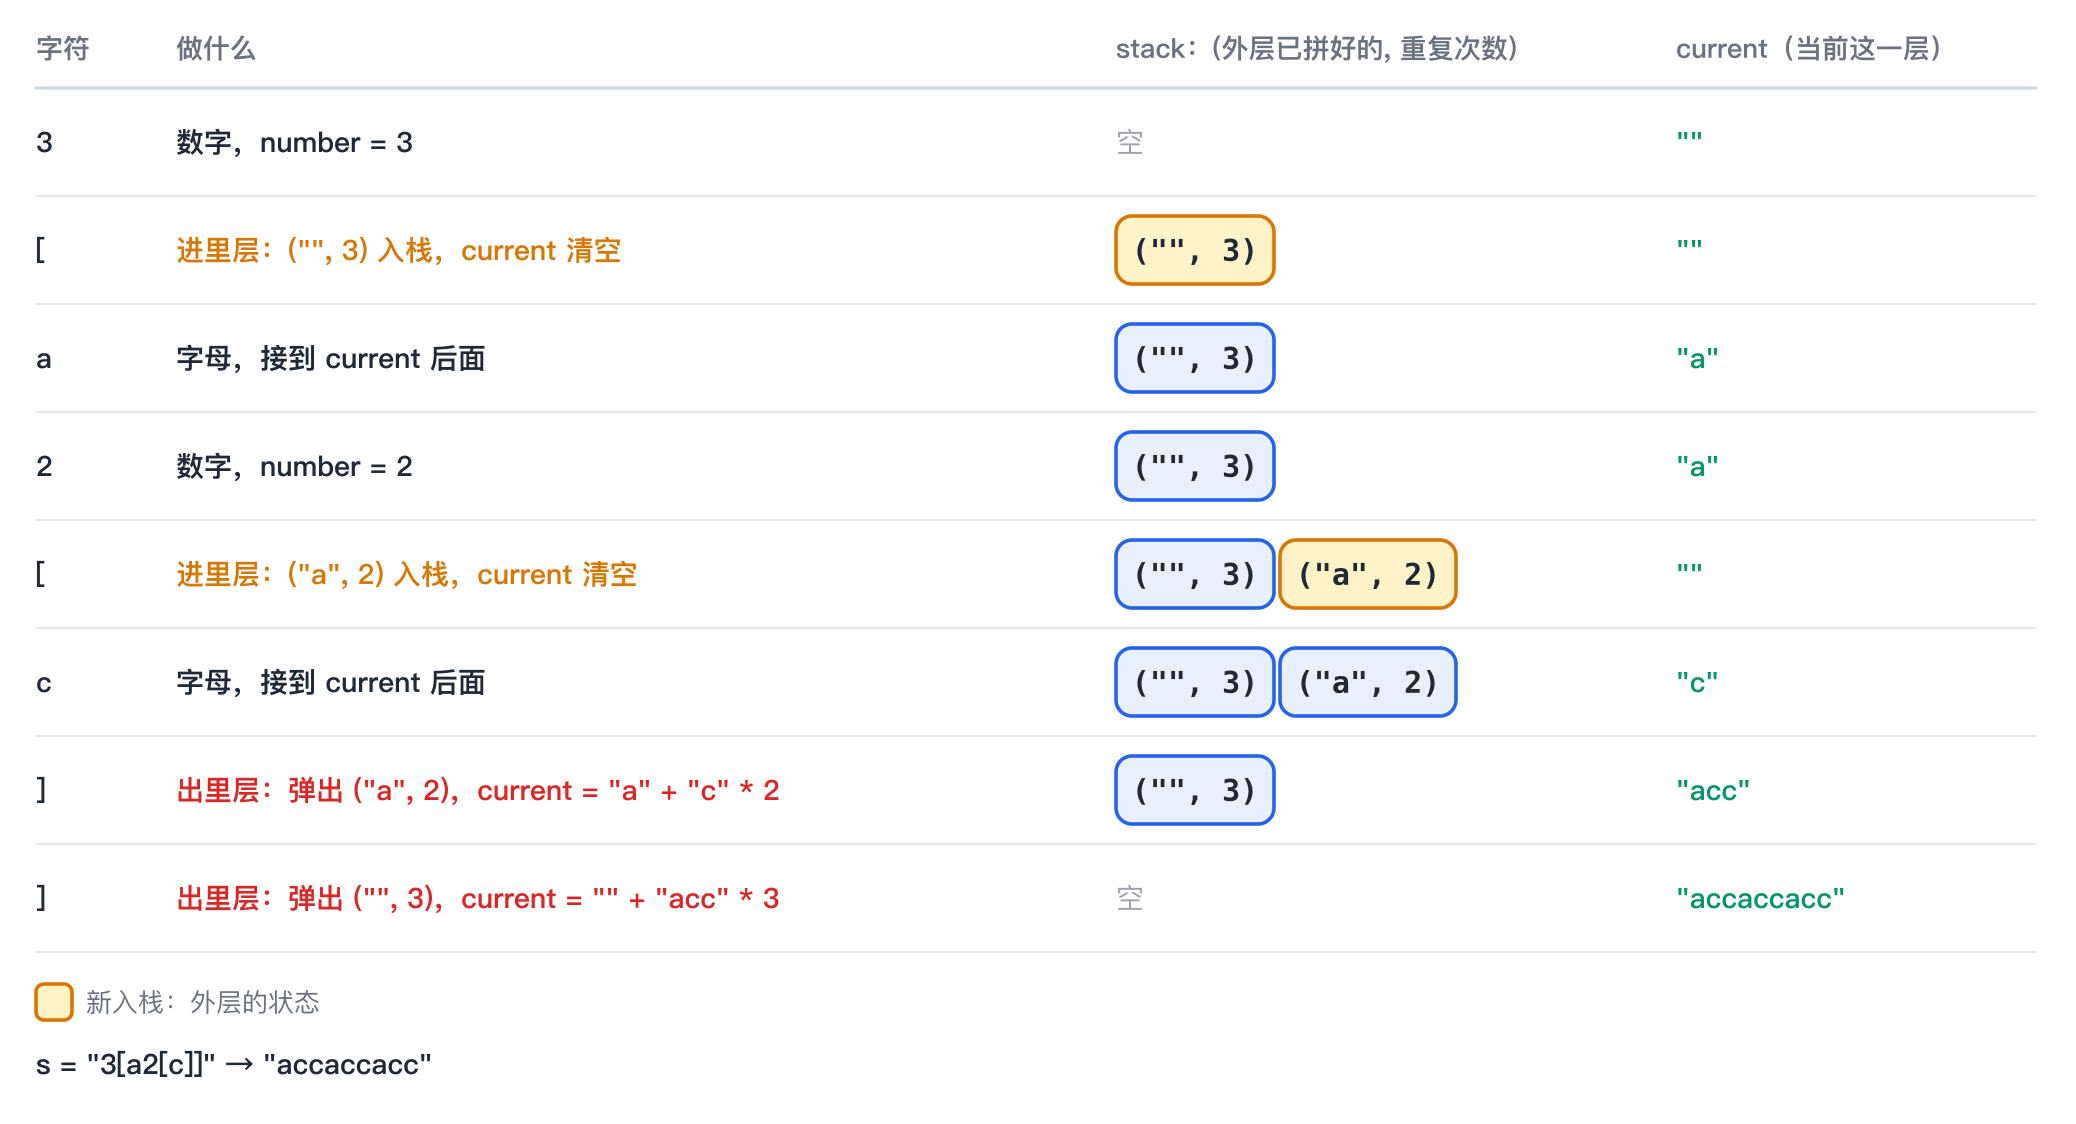 字符 做什么 stack：（外层已拼好的, 重复次数） current（当前这一层）
3 数字，number = 3 空 ""
[ 进里层：("", 3) 入栈，current 清空 ("", 3) ""
a 字母，接到 current 后面 ("", 3) "a"
2 数字，number = 2 ("", 3) "a"
[ 进里层：("a", 2) 入栈，current 清空 ("", 3) ("a", 2) ""
c 字母，接到 current 后面 ("", 3) ("a", 2) "c"
] 出里层：弹出 ("a", 2)，current = "a" + "c" * 2 ("", 3) "acc"
] 出里层：弹出 ("", 3)，current = "" + "acc" * 3 空 "accaccacc"
新入栈：外层的状态
s = "3[a2[c]]" → "accaccacc"